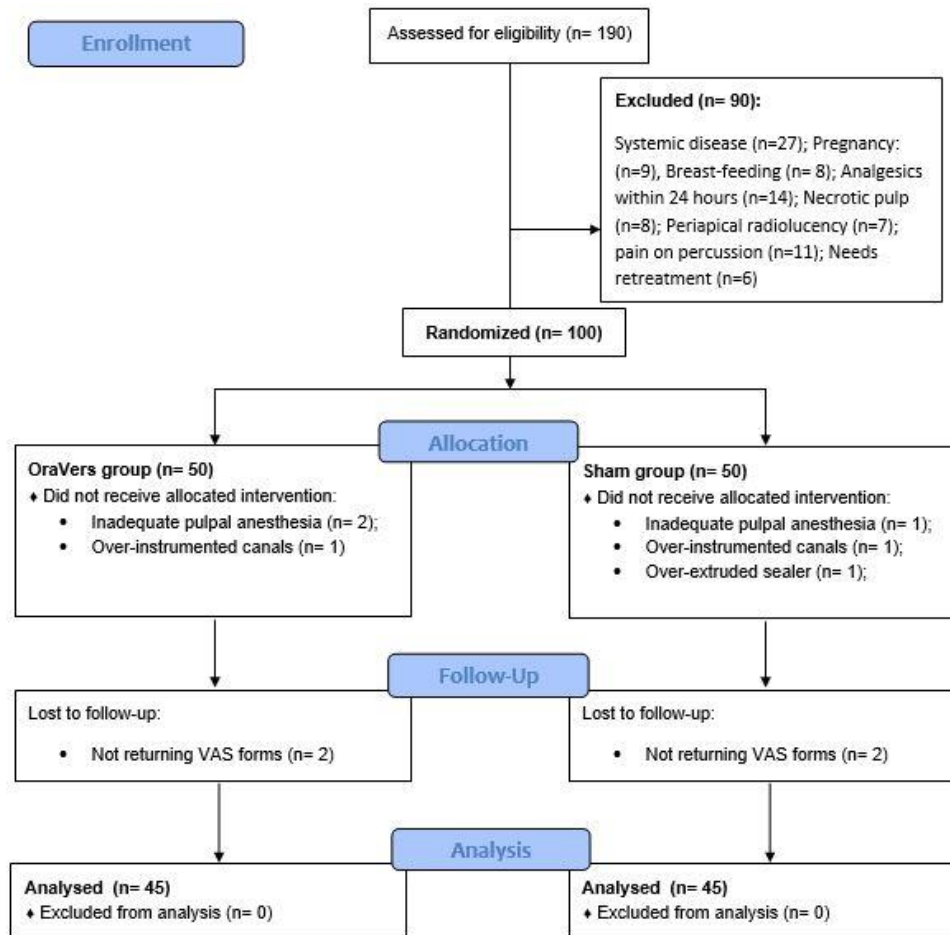 Enrollment
Assessed for eligibility (n= 190)
Excluded (n= 90):
Systemic disease (n=27); Pregnancy:
(n=9), Breast-feeding (n= 8); Analgesics
within 24 hours (n=14); Necrotic pulp
(n=8); Periapical radiolucency (n=7);
pain on percussion (n=11); Needs
retreatment (n=6)
Randomized (n= 100)
Allocation
OraVers group (n= 50)
♦ Did not receive allocated intervention:
• Inadequate pulpal anesthesia (n= 2);
• Over-instrumented canals (n= 1)
Sham group (n= 50)
♦ Did not receive allocated intervention:
• Inadequate pulpal anesthesia (n= 1);
• Over-instrumented canals (n= 1);
• Over-extruded sealer (n= 1);
Follow-Up
Lost to follow-up:
• Not returning VAS forms (n= 2)
Lost to follow-up:
• Not returning VAS forms (n= 2)
Analysis
Analysed (n= 45)
♦ Excluded from analysis (n= 0)
Analysed (n= 45)
♦ Excluded from analysis (n= 0)